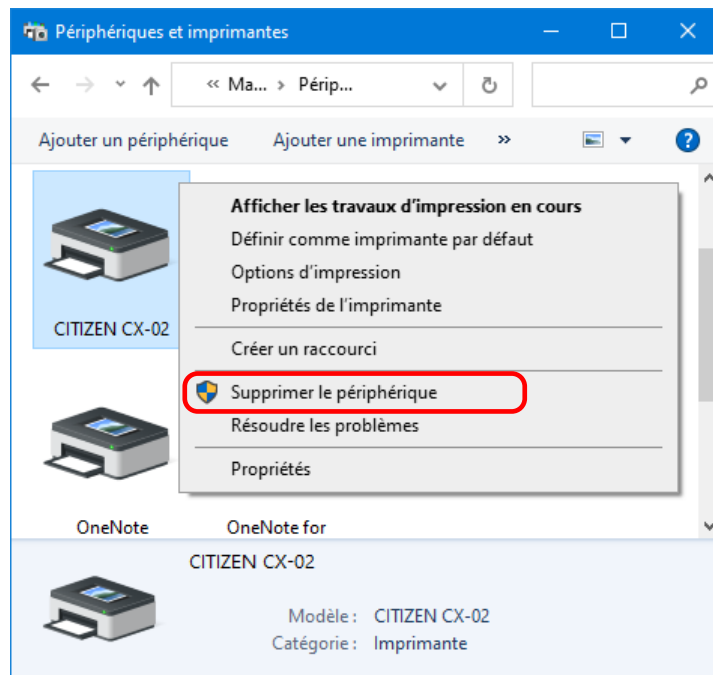 Périphériques et imprimantes
« Ma... › Périp...
Ajouter un périphérique Ajouter une imprimante »
Afficher les travaux d'impression en cours
Définir comme imprimante par défaut
Options d'impression
Propriétés de l'imprimante
Créer un raccourci
Supprimer le périphérique
Résoudre les problèmes
Propriétés
CITIZEN CX-02
OneNote OneNote for
CITIZEN CX-02
Modèle : CITIZEN CX-02
Catégorie : Imprimante